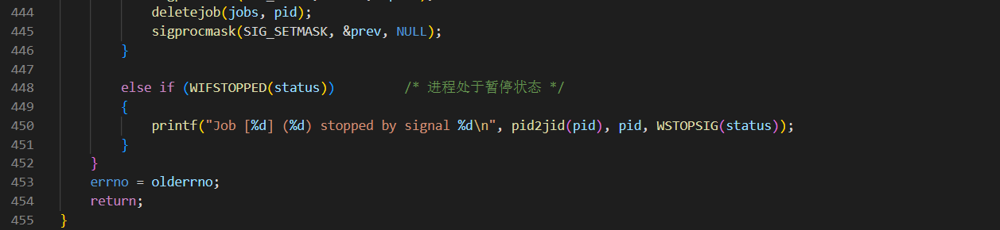 444 deletejob(jobs, pid);
445 sigprocmask(SIG_SETMASK, &prev, NULL);
446 }
447
448 else if (WIFSTOPPED(status)) /* 进程处于暂停状态 */
449 {
450 printf("Job [%d] (%d) stopped by signal %d\n", pid2jid(pid), pid, WSTOPSIG(status));
451 }
452 }
453 errno = olderrno;
454 return;
455 }